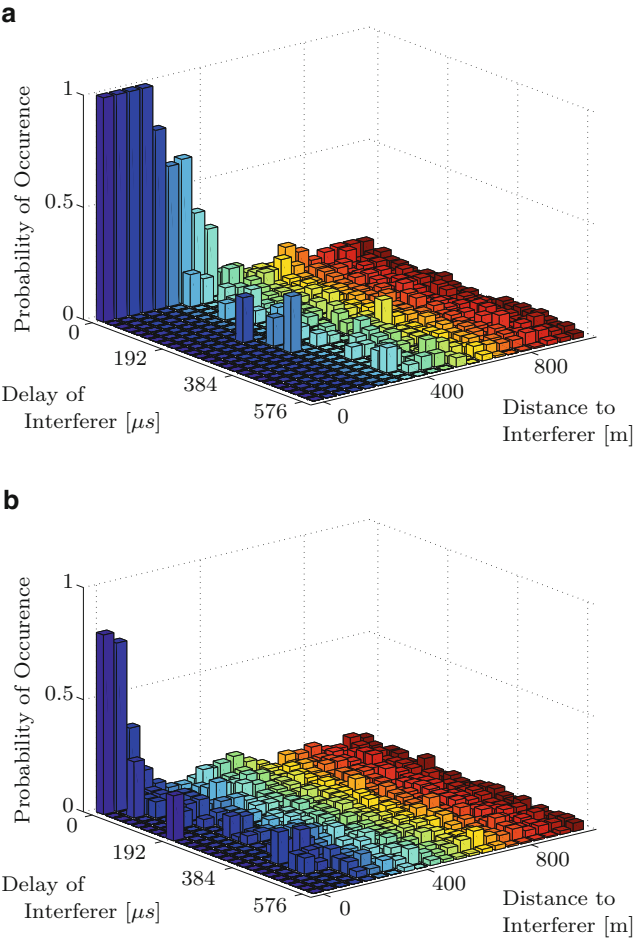 a
1
0.5
0
Probability of Occurence
0
192
384
576
Delay of
Interferer [μs]
0
400
800
Distance to
Interferer [m]
b
1
0.5
0
Probability of Occurence
0
192
384
576
Delay of
Interferer [μs]
0
400
800
Distance to
Interferer [m]